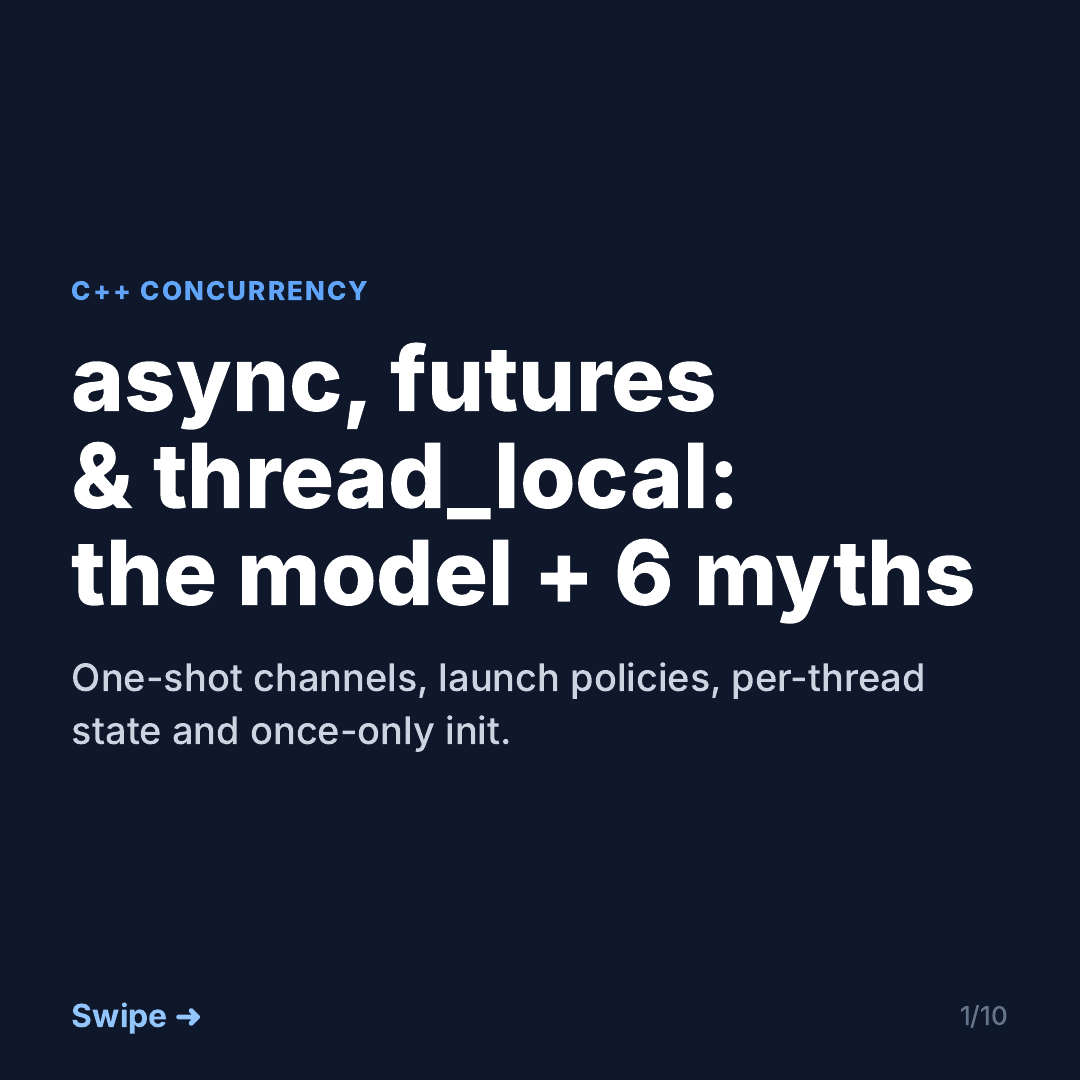 C++ CONCURRENCY
async, futures
& thread_local:
the model + 6 myths
One-shot channels, launch policies, per-thread
state and once-only init.
Swipe ➜
1/10